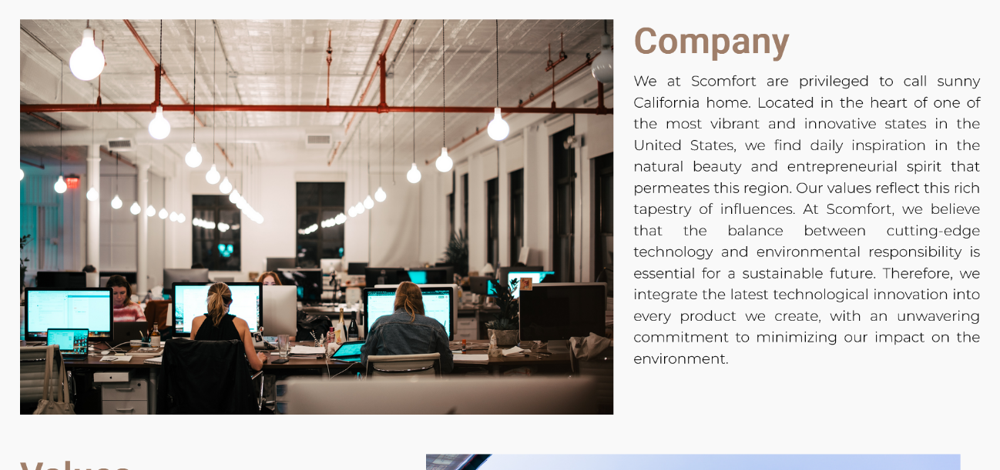 Company
We at Scomfort are privileged to call sunny
California home. Located in the heart of one of
the most vibrant and innovative states in the
United States, we find daily inspiration in the
natural beauty and entrepreneurial spirit that
permeates this region. Our values reflect this rich
tapestry of influences. At Scomfort, we believe
that the balance between cutting-edge
technology and environmental responsibility is
essential for a sustainable future. Therefore, we
integrate the latest technological innovation into
every product we create, with an unwavering
commitment to minimizing our impact on the
environment.
Values